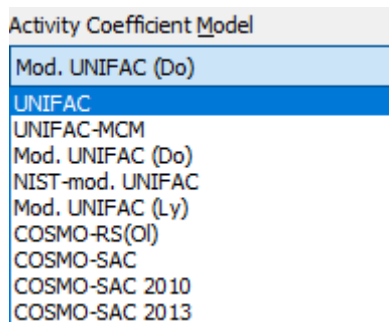 Activity Coefficient Model
Mod. UNIFAC (Do)
UNIFAC
UNIFAC-MCM
Mod. UNIFAC (Do)
NIST-mod. UNIFAC
Mod. UNIFAC (Ly)
COSMO-RS(Ol)
COSMO-SAC
COSMO-SAC 2010
COSMO-SAC 2013